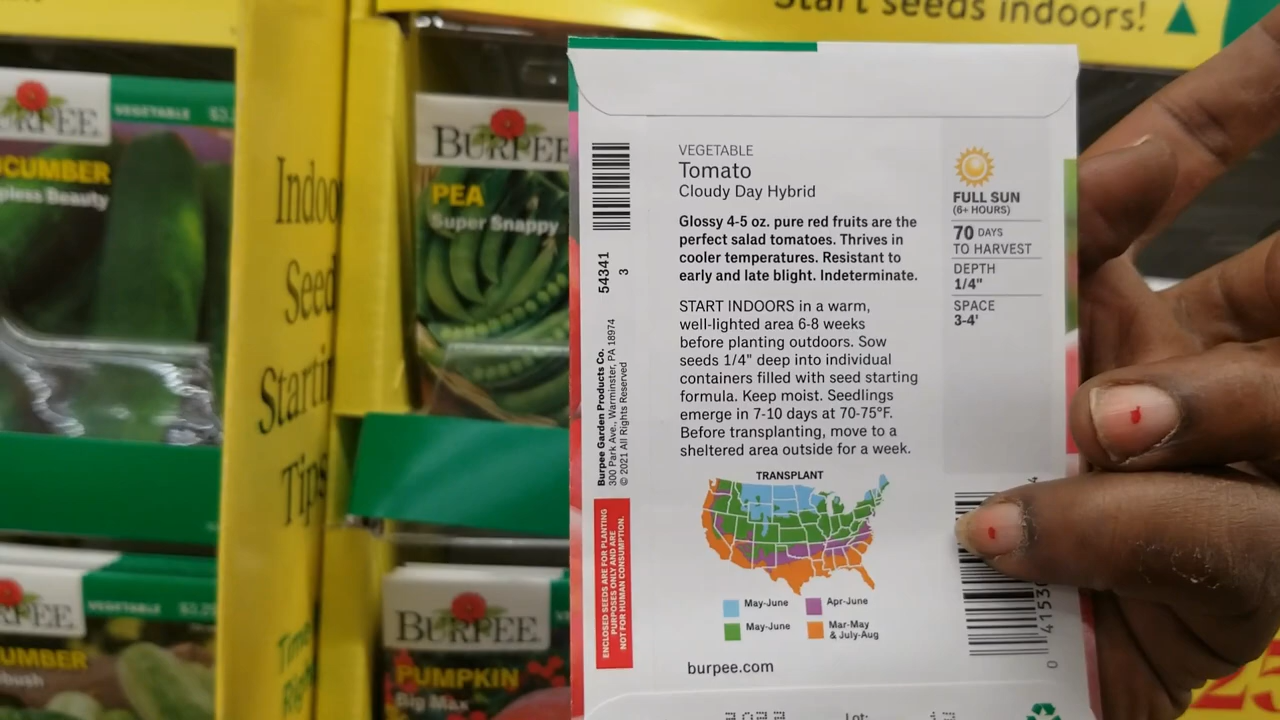 Start seeds indoors!
BURPEE
VEGETABLE
CUCUMBER
Beauty
Indoor
Seed
Starting
Tips
BURPEE
PEA
Super Snappy
BURPEE
VEGETABLE
BURPEE
PUMPKIN
Big Max
VEGETABLE
Tomato
Cloudy Day Hybrid
Glossy 4-5 oz. pure red fruits are the
perfect salad tomatoes. Thrives in
cooler temperatures. Resistant to
early and late blight. Indeterminate.
START INDOORS in a warm,
well-lighted area 6-8 weeks
before planting outdoors. Sow
seeds 1/4" deep into individual
containers filled with seed starting
formula. Keep moist. Seedlings
emerge in 7-10 days at 70-75°F.
Before transplanting, move to a
sheltered area outside for a week.
TRANSPLANT
May-June
Apr-June
May-June
Mar-May
& July-Aug
burpee.com
Lot:
FULL SUN
(6+ HOURS)
70 DAYS
TO HARVEST
DEPTH
1/4"
SPACE
3-4'
54341
3
Burpee Garden Products Co.
300 Park Ave., Warminster, PA 18974
© 2021 All Rights Reserved
ENCLOSED SEEDS ARE FOR PLANTING
PURPOSES ONLY AND ARE
NOT FOR HUMAN CONSUMPTION.
0
4153
4
25